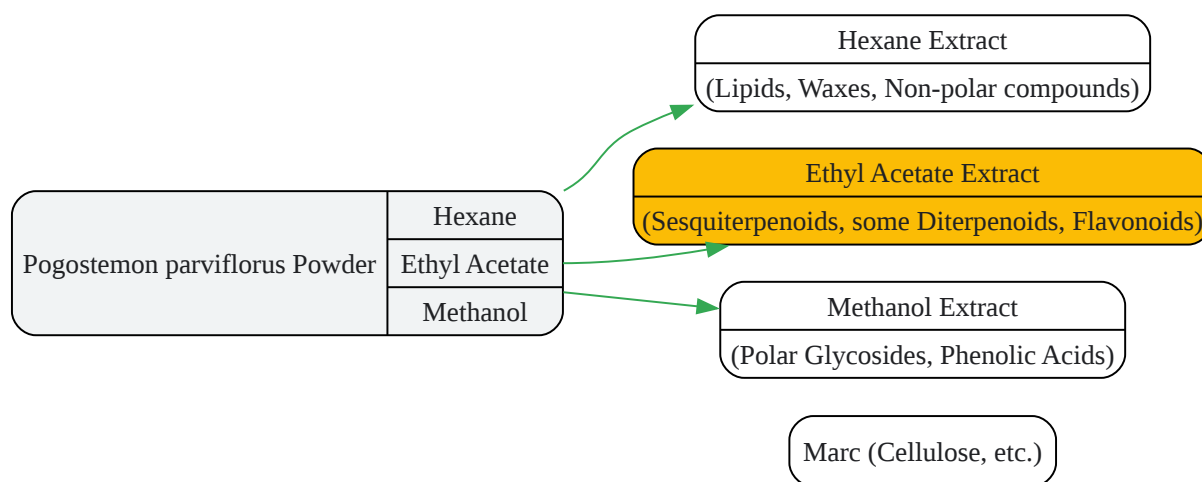 Pogostemon parviflorus Powder
Hexane
Ethyl Acetate
Methanol
Hexane Extract
(Lipids, Waxes, Non-polar compounds)
Ethyl Acetate Extract
(Sesquiterpenoids, some Diterpenoids, Flavonoids)
Methanol Extract
(Polar Glycosides, Phenolic Acids)
Marc (Cellulose, etc.)